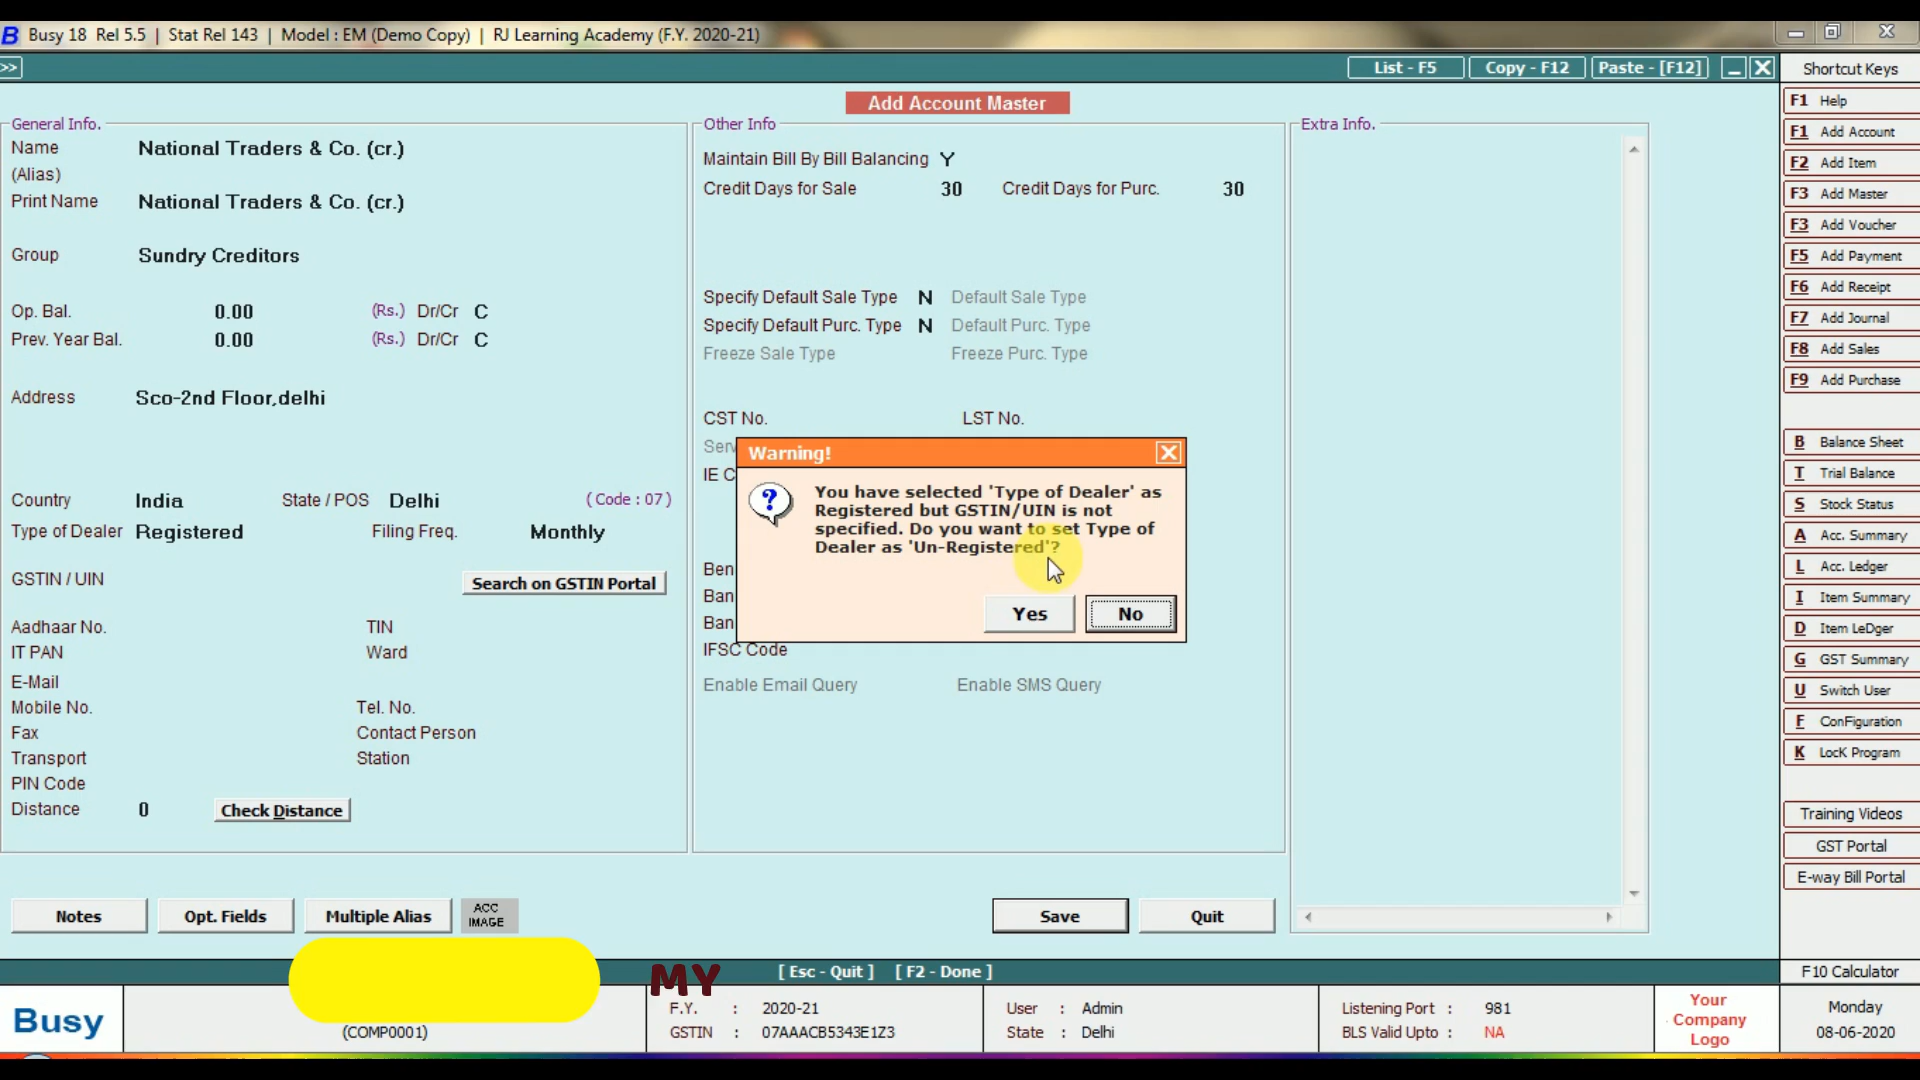 Busy 18 Rel 5.5 | Stat Rel 143 | Model : EM (Demo Copy) | RJ Learning Academy (F.Y. 2020-21)
>> List - F5 Copy - F12 Paste - [F12]
Add Account Master
General Info.
Name National Traders & Co. (cr.)
(Alias)
Print Name National Traders & Co. (cr.)
Group Sundry Creditors
Op. Bal. 0.00 (Rs.) Dr/Cr C
Prev. Year Bal. 0.00 (Rs.) Dr/Cr C
Address Sco-2nd Floor,delhi
Country India State / POS Delhi ( Code : 07 )
Type of Dealer Registered Filing Freq. Monthly
GSTIN / UIN Search on GSTIN Portal
Aadhaar No. TIN
IT PAN Ward
E-Mail
Mobile No. Tel. No.
Fax Contact Person
Transport Station
PIN Code
Distance 0 Check Distance
Other Info
Maintain Bill By Bill Balancing Y
Credit Days for Sale 30 Credit Days for Purc. 30
Specify Default Sale Type N Default Sale Type
Specify Default Purc. Type N Default Purc. Type
Freeze Sale Type Freeze Purc. Type
CST No. LST No.
Serv
IE C
Ben
Ban
Ban
IFSC Code
Enable Email Query Enable SMS Query
Warning!
You have selected 'Type of Dealer' as
Registered but GSTIN/UIN is not
specified. Do you want to set Type of
Dealer as 'Un-Registered'?
Yes No
Extra Info.
Notes Opt. Fields Multiple Alias ACC
IMAGE
Save Quit
Shortcut Keys
F1 Help
F1 Add Account
F2 Add Item
F3 Add Master
F3 Add Voucher
F5 Add Payment
F6 Add Receipt
F7 Add Journal
F8 Add Sales
F9 Add Purchase
B Balance Sheet
T Trial Balance
S Stock Status
A Acc. Summary
L Acc. Ledger
I Item Summary
D Item LeDger
G GST Summary
U Switch User
F ConFiguration
K LocK Program
Training Videos
GST Portal
E-way Bill Portal
MY [ Esc - Quit ] [ F2 - Done ] F10 Calculator
Busy
(COMP0001)
F.Y. : 2020-21
GSTIN : 07AAACB5343E1Z3
User : Admin
State : Delhi
Listening Port : 981
BLS Valid Upto : NA
Your
Company
Logo
Monday
08-06-2020